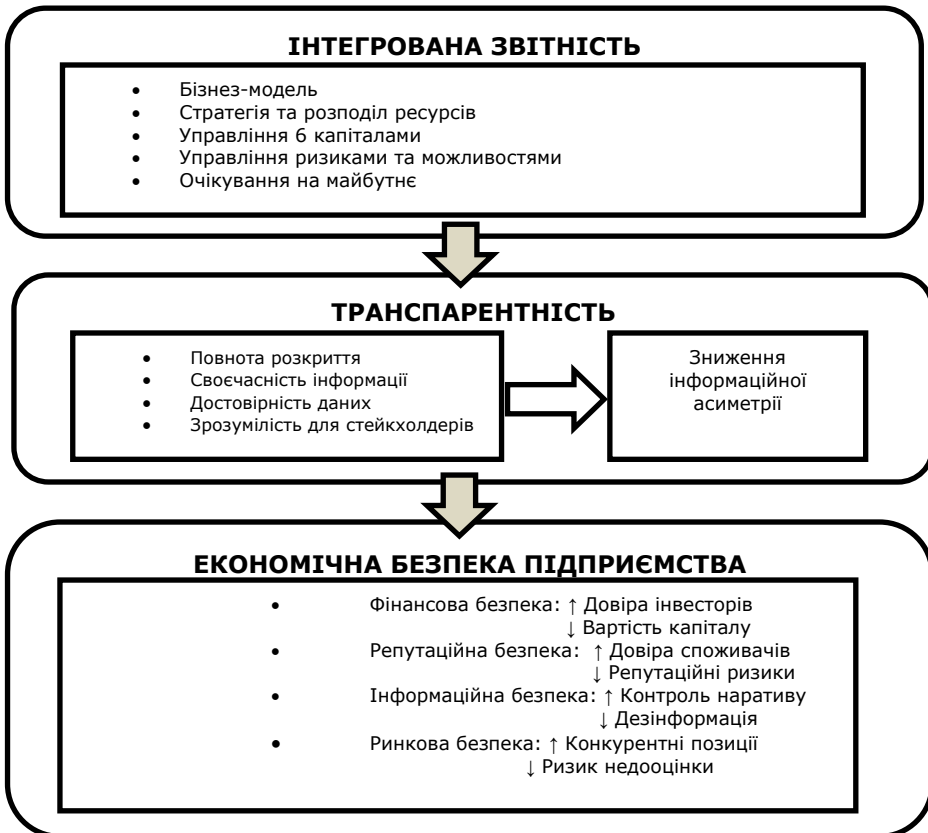 ІНТЕГРОВАНА ЗВІТНІСТЬ
• Бізнес-модель
• Стратегія та розподіл ресурсів
• Управління 6 капіталами
• Управління ризиками та можливостями
• Очікування на майбутнє
ТРАНСПАРЕНТНІСТЬ
• Повнота розкриття
• Своєчасність інформації
• Достовірність даних
• Зрозумілість для стейкхолдерів
Зниження
інформаційної
асиметрії
ЕКОНОМІЧНА БЕЗПЕКА ПІДПРИЄМСТВА
• Фінансова безпека: ↑ Довіра інвесторів
↓ Вартість капіталу
• Репутаційна безпека: ↑ Довіра споживачів
↓ Репутаційні ризики
• Інформаційна безпека: ↑ Контроль наративу
↓ Дезінформація
• Ринкова безпека: ↑ Конкурентні позиції
↓ Ризик недооцінки